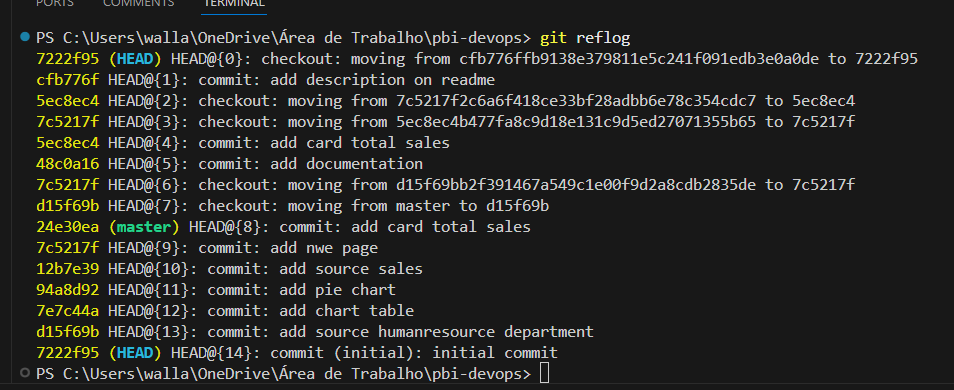 PORTS COMMENTS TERMINAL
PS C:\Users\walla\OneDrive\Área de Trabalho\pbi-devops> git reflog
7222f95 (HEAD) HEAD@{0}: checkout: moving from cfb776ffb9138e379811e5c241f091edb3e0a0de to 7222f95
cfb776f HEAD@{1}: commit: add description on readme
5ec8ec4 HEAD@{2}: checkout: moving from 7c5217f2c6a6f418ce33bf28adbb6e78c354cdc7 to 5ec8ec4
7c5217f HEAD@{3}: checkout: moving from 5ec8ec4b477fa8c9d18e131c9d5ed27071355b65 to 7c5217f
5ec8ec4 HEAD@{4}: commit: add card total sales
48c0a16 HEAD@{5}: commit: add documentation
7c5217f HEAD@{6}: checkout: moving from d15f69bb2f391467a549c1e00f9d2a8cdb2835de to 7c5217f
d15f69b HEAD@{7}: checkout: moving from master to d15f69b
24e30ea (master) HEAD@{8}: commit: add card total sales
7c5217f HEAD@{9}: commit: add nwe page
12b7e39 HEAD@{10}: commit: add source sales
94a8d92 HEAD@{11}: commit: add pie chart
7e7c44a HEAD@{12}: commit: add chart table
d15f69b HEAD@{13}: commit: add source humanresource department
7222f95 (HEAD) HEAD@{14}: commit (initial): initial commit
PS C:\Users\walla\OneDrive\Área de Trabalho\pbi-devops>